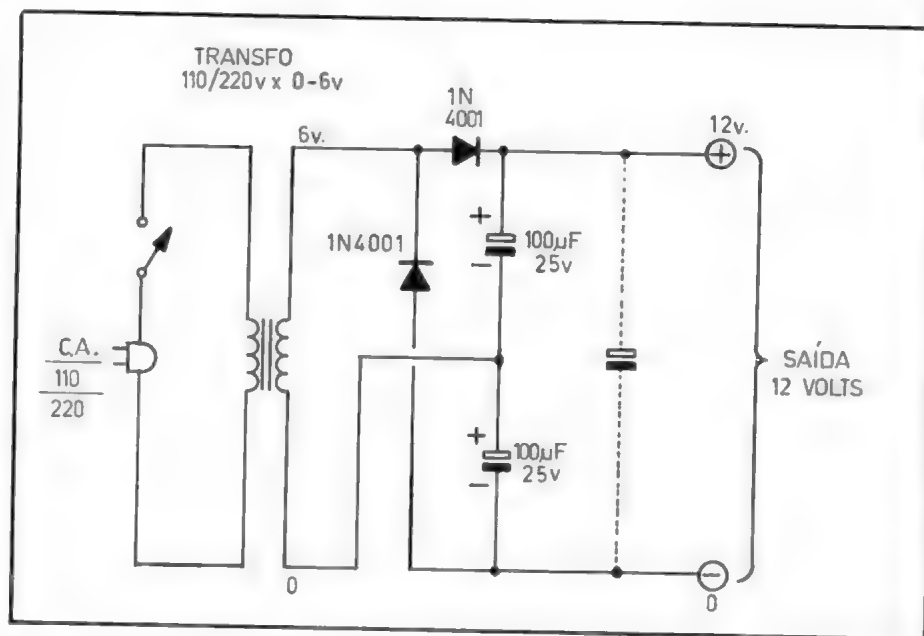 TRANSFO
110/220v x 0-6v
1N
4001
6v.
12v.
+
+
1N4001
100µF
25v
−
C.A.
110
220
SAÍDA
12 VOLTS
+
100µF
25v
−
0
−
0